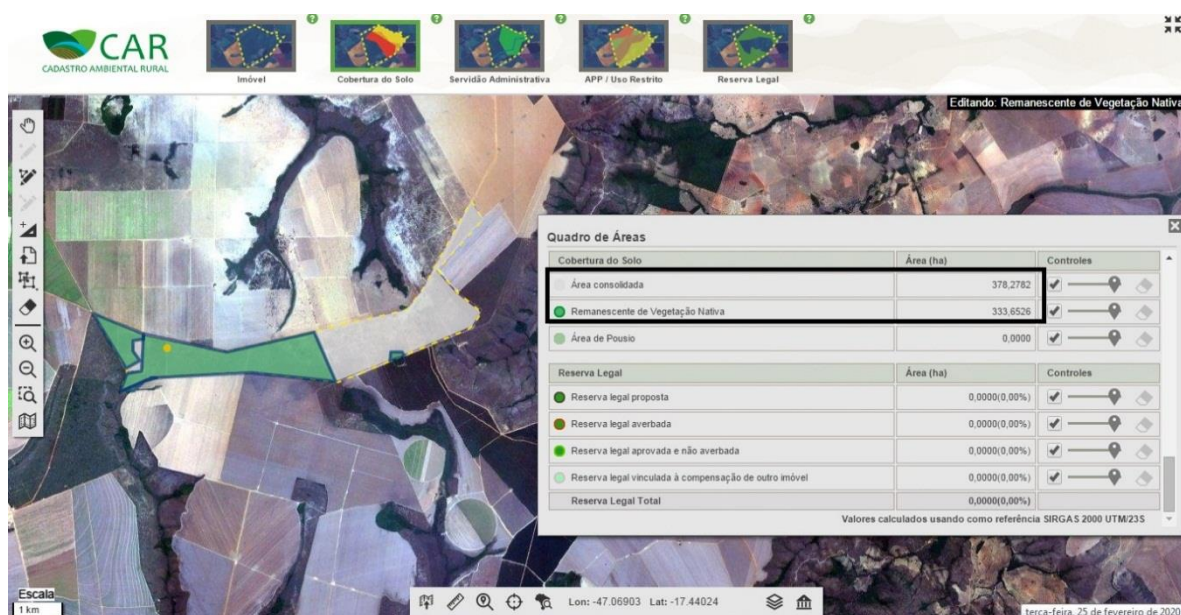 CAR
CADASTRO AMBIENTAL RURAL
Imóvel
Cobertura do Solo
Servidão Administrativa
APP / Uso Restrito
Reserva Legal
Editando: Remanescente de Vegetação Nativa
Quadro de Áreas
Cobertura do Solo Área (ha) Controles
Área consolidada 378,2782
Remanescente de Vegetação Nativa 333,6526
Área de Pousio 0,0000
Reserva Legal Área (ha) Controles
Reserva legal proposta 0,0000(0,00%)
Reserva legal averbada 0,0000(0,00%)
Reserva legal aprovada e não averbada 0,0000(0,00%)
Reserva legal vinculada à compensação de outro imóvel 0,0000(0,00%)
Reserva Legal Total 0,0000(0,00%)
Valores calculados usando como referência SIRGAS 2000 UTM/23S
Escala
1 km
Lon: -47.06903 Lat: -17.44024
terça-feira, 25 de fevereiro de 2020